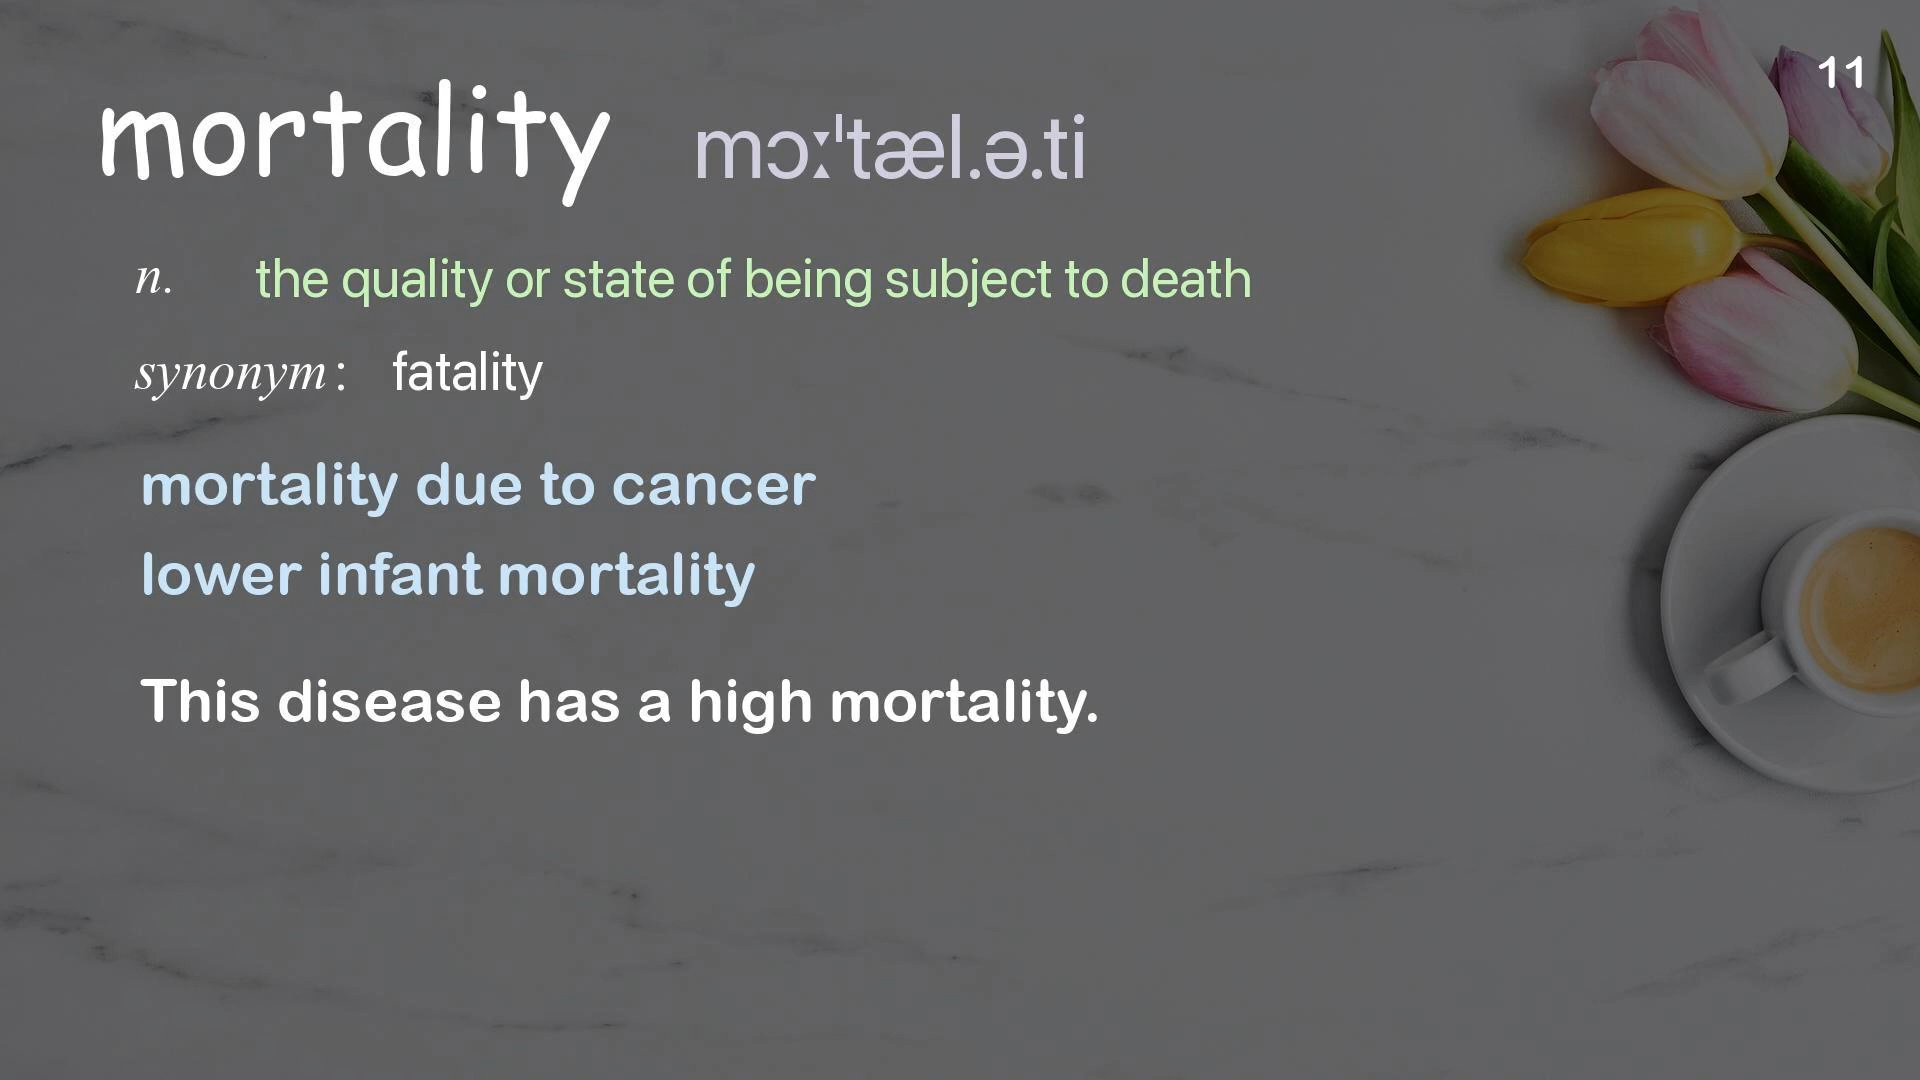 11
mortality mɔːˈtæl.ə.ti
n. the quality or state of being subject to death
synonym: fatality
mortality due to cancer
lower infant mortality
This disease has a high mortality.